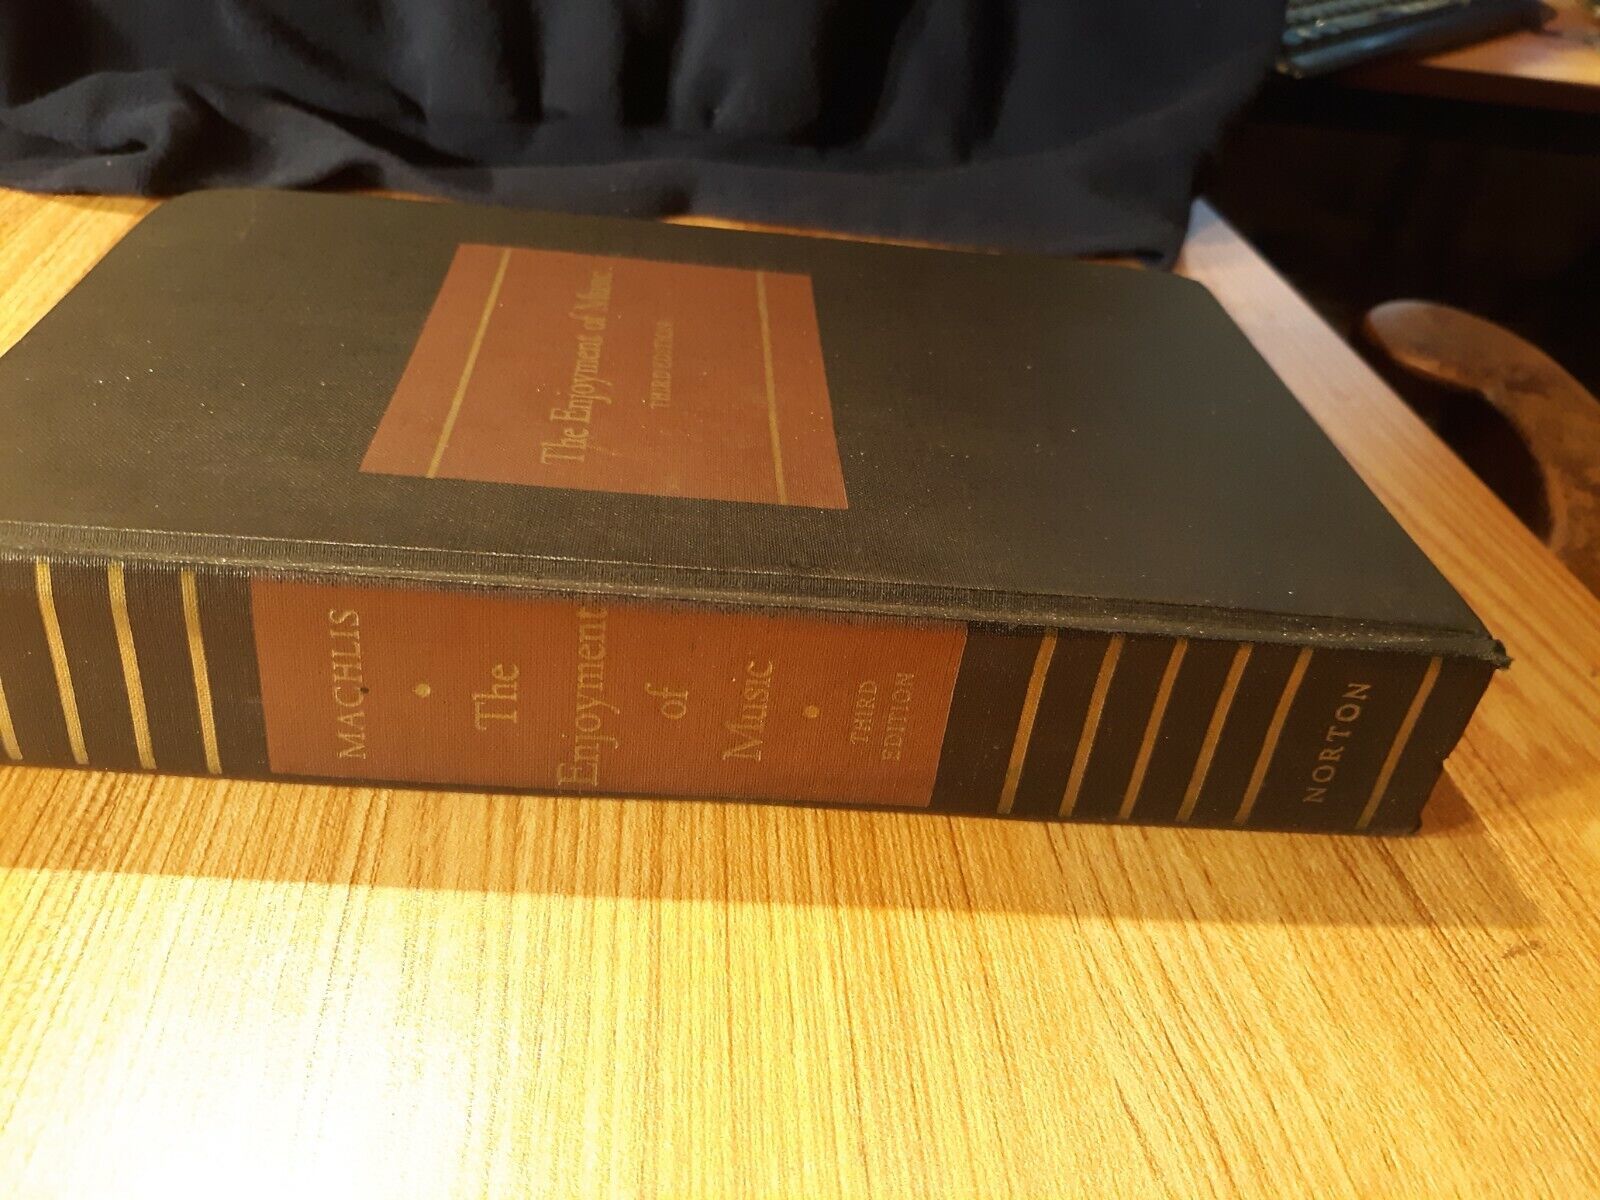 The Enjoyment of Music
THIRD EDITION
MACHLIS
The
Enjoyment
of
Music
THIRD
EDITION
NORTON